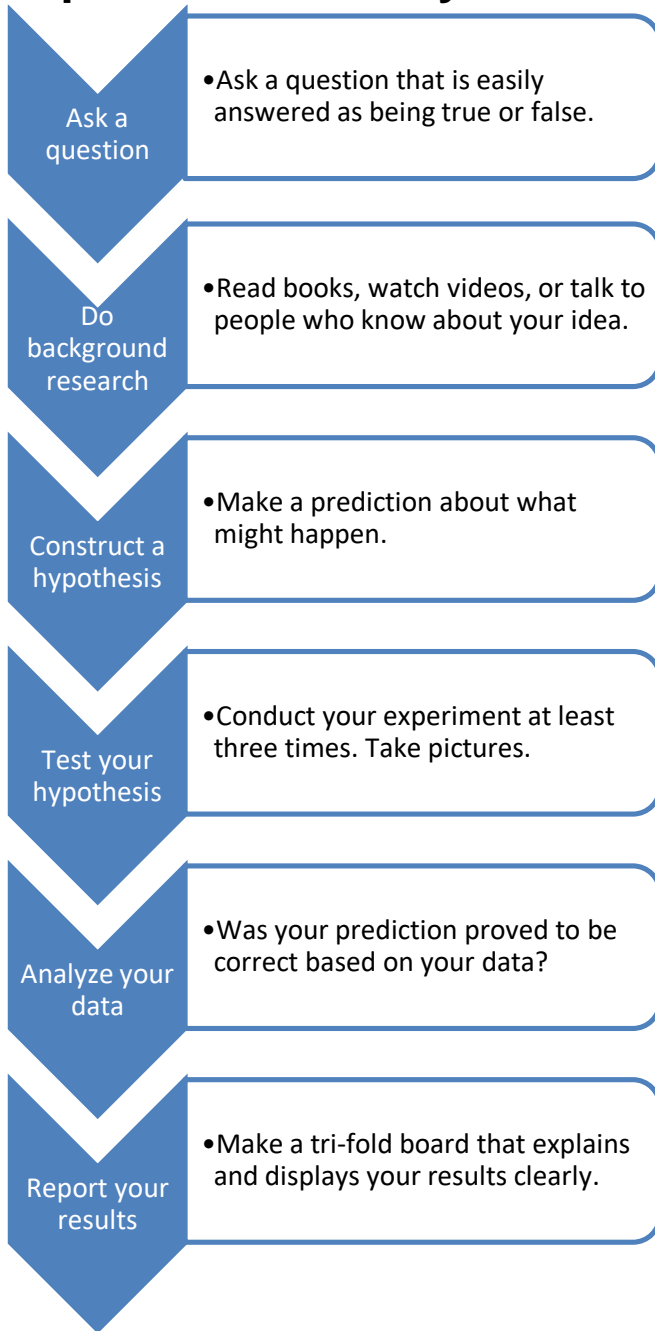 Ask a
question
•Ask a question that is easily
answered as being true or false.
Do
background
research
•Read books, watch videos, or talk to
people who know about your idea.
Construct a
hypothesis
•Make a prediction about what
might happen.
Test your
hypothesis
•Conduct your experiment at least
three times. Take pictures.
Analyze your
data
•Was your prediction proved to be
correct based on your data?
Report your
results
•Make a tri-fold board that explains
and displays your results clearly.